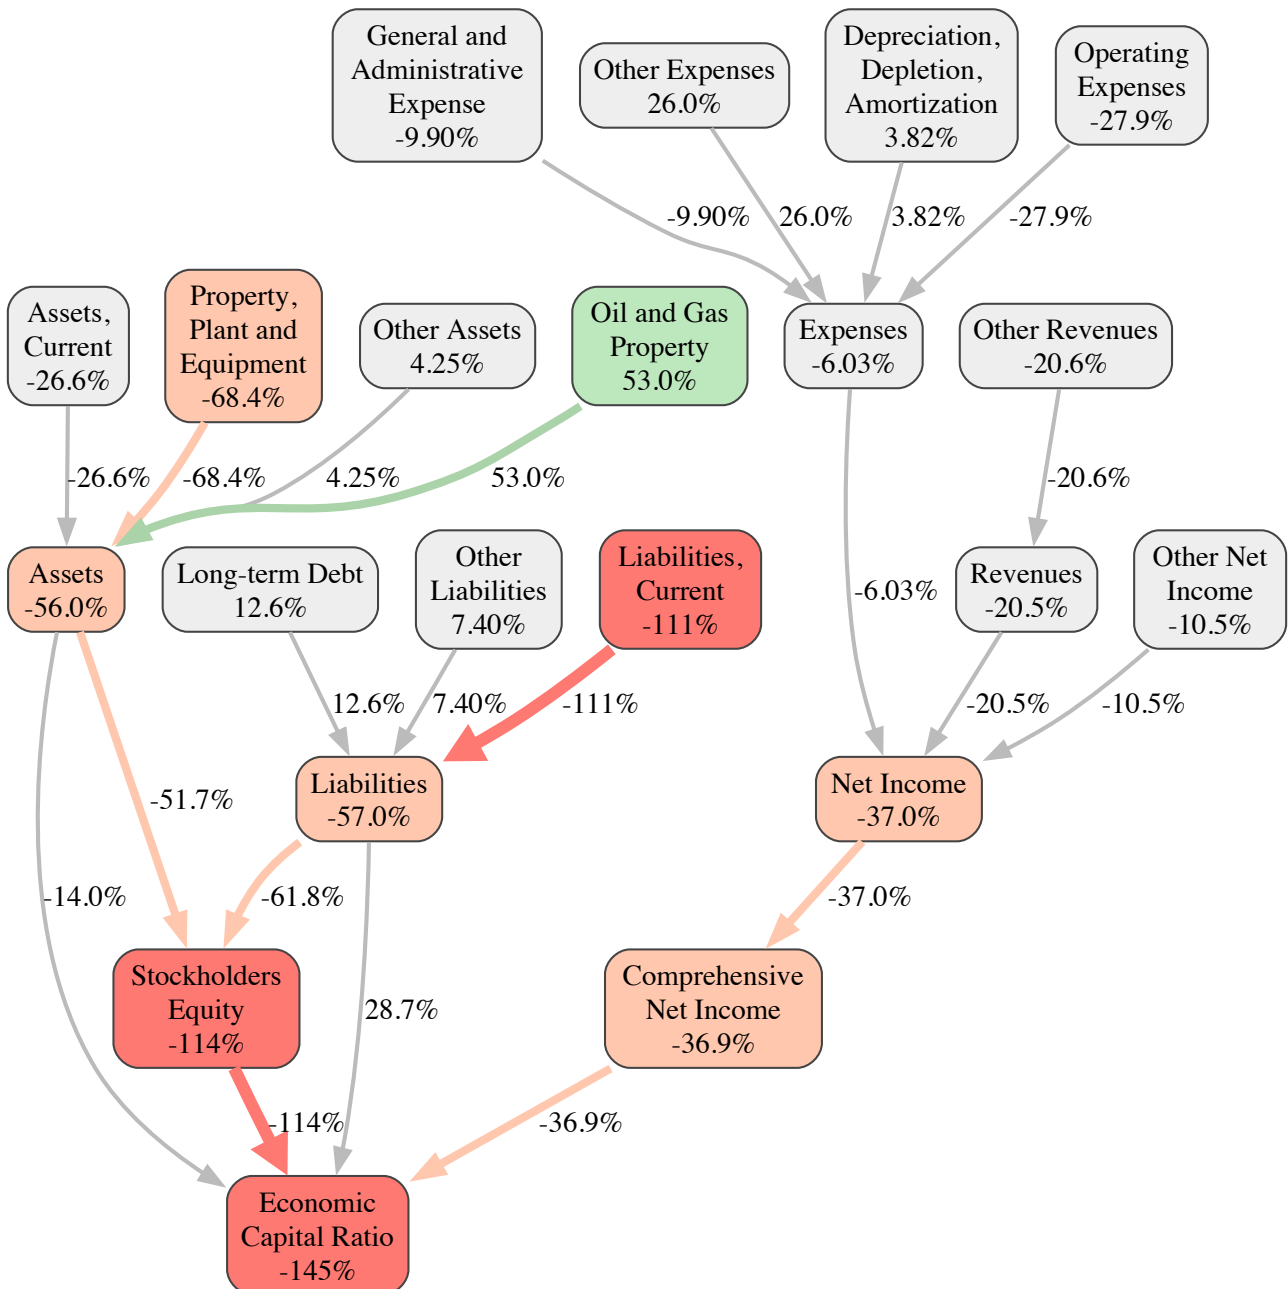 General and
Administrative
Expense
-9.90%
Other Expenses
26.0%
Depreciation,
Depletion,
Amortization
3.82%
Operating
Expenses
-27.9%
-9.90%
26.0%
3.82%
-27.9%
Assets,
Current
-26.6%
Property,
Plant and
Equipment
-68.4%
Other Assets
4.25%
Oil and Gas
Property
53.0%
Expenses
-6.03%
Other Revenues
-20.6%
-26.6%
-68.4%
4.25%
53.0%
-20.6%
Assets
-56.0%
Long-term Debt
12.6%
Other
Liabilities
7.40%
Liabilities,
Current
-111%
-6.03%
Revenues
-20.5%
Other Net
Income
-10.5%
12.6%
7.40%
-111%
-20.5%
-10.5%
-51.7%
Liabilities
-57.0%
Net Income
-37.0%
-14.0%
-61.8%
-37.0%
Stockholders
Equity
-114%
28.7%
Comprehensive
Net Income
-36.9%
-114%
-36.9%
Economic
Capital Ratio
-145%